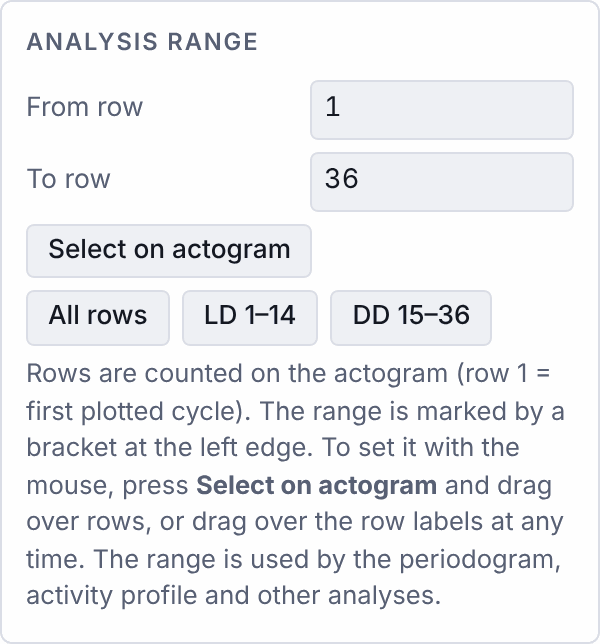 ANALYSIS RANGE
From row 1
To row 36
Select on actogram
All rows LD 1–14 DD 15–36
Rows are counted on the actogram (row 1 =
first plotted cycle). The range is marked by a
bracket at the left edge. To set it with the
mouse, press Select on actogram and drag
over rows, or drag over the row labels at any
time. The range is used by the periodogram,
activity profile and other analyses.